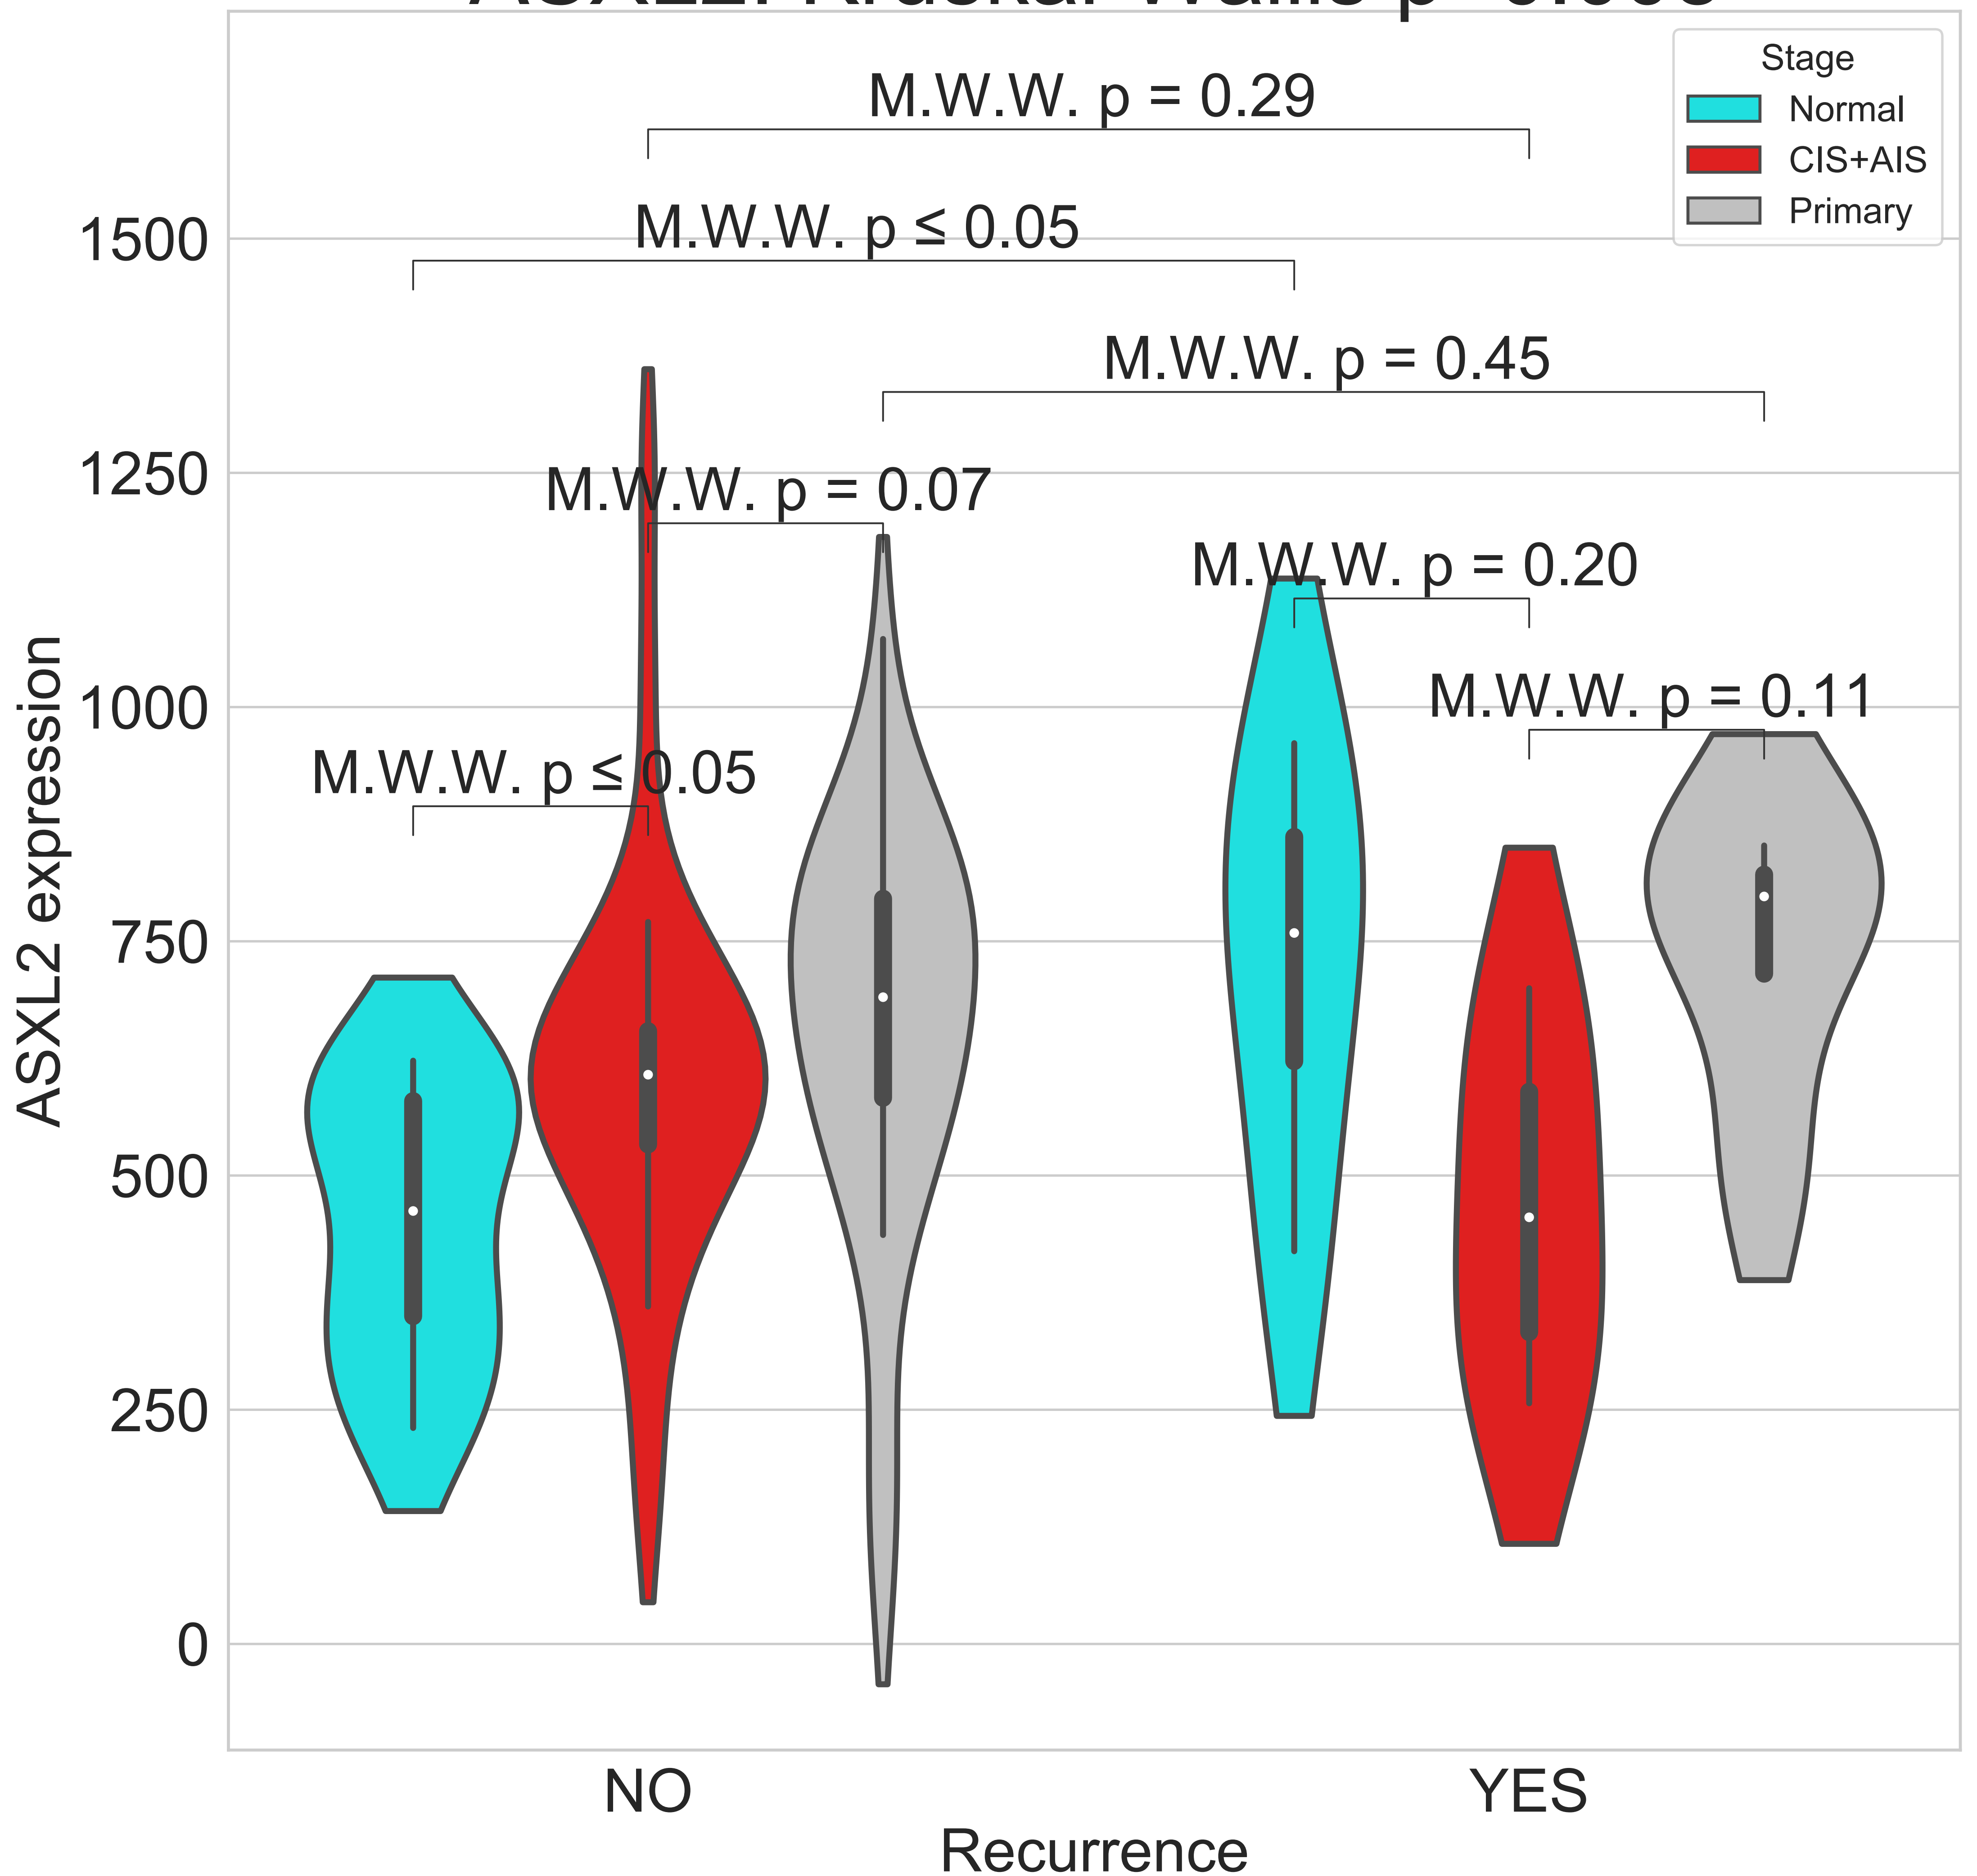 Stage
Normal
CIS+AIS
Primary
M.W.W. p = 0.29
M.W.W. p ≤ 0.05
M.W.W. p = 0.45
M.W.W. p = 0.07
M.W.W. p = 0.20
M.W.W. p = 0.11
M.W.W. p ≤ 0.05
1500
1250
1000
750
500
250
0
ASXL2 expression
NO
YES
Recurrence